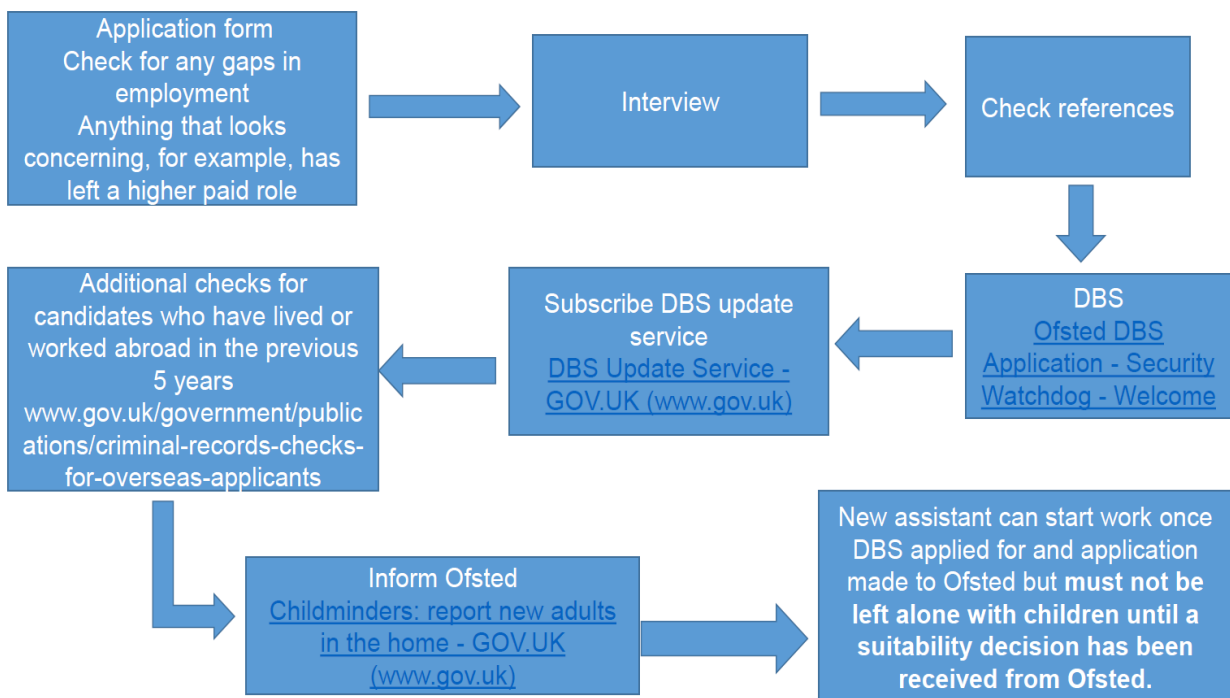 Application form
Check for any gaps in
employment
Anything that looks
concerning, for example, has
left a higher paid role
Interview
Check references
DBS
Ofsted DBS
Application - Security
Watchdog - Welcome
Subscribe DBS update
service
DBS Update Service -
GOV.UK (www.gov.uk)
Additional checks for
candidates who have lived or
worked abroad in the previous
5 years
www.gov.uk/government/public
ations/criminal-records-checks-
for-overseas-applicants
Inform Ofsted
Childminders: report new adults
in the home - GOV.UK
(www.gov.uk)
New assistant can start work once
DBS applied for and application
made to Ofsted but must not be
left alone with children until a
suitability decision has been
received from Ofsted.